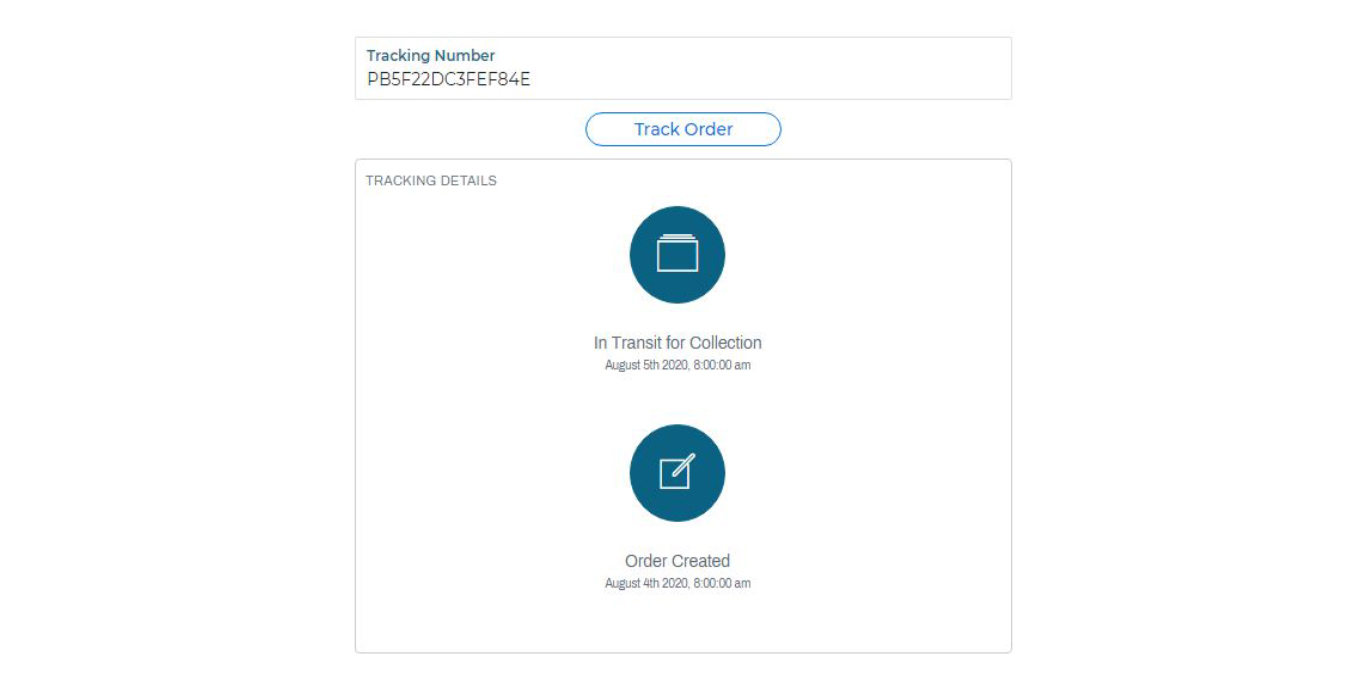 Tracking Number
PB5F22DC3FEF84E
Track Order
TRACKING DETAILS
In Transit for Collection
August 5th 2020, 8:00:00 am
Order Created
August 4th 2020, 8:00:00 am